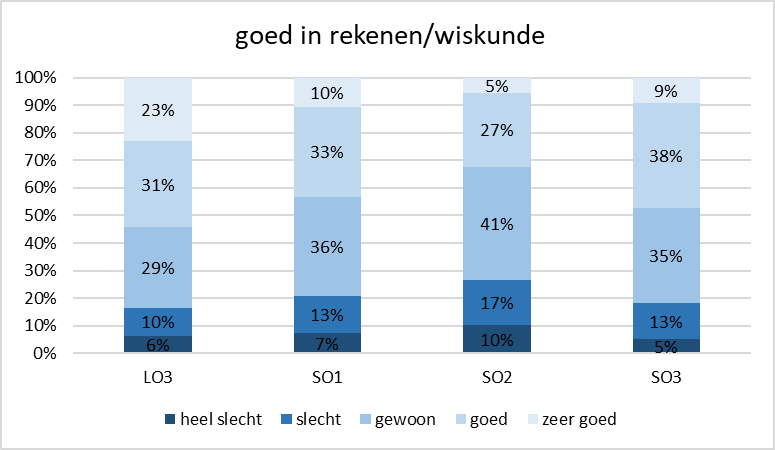 goed in rekenen/wiskunde
100%
90%
80%
70%
60%
50%
40%
30%
20%
10%
0%
23% 10% 5% 9%
31% 33% 27% 38%
29% 36% 41% 35%
10% 13% 17% 13%
6% 7% 10% 5%
LO3 SO1 SO2 SO3
heel slecht slecht gewoon goed zeer goed